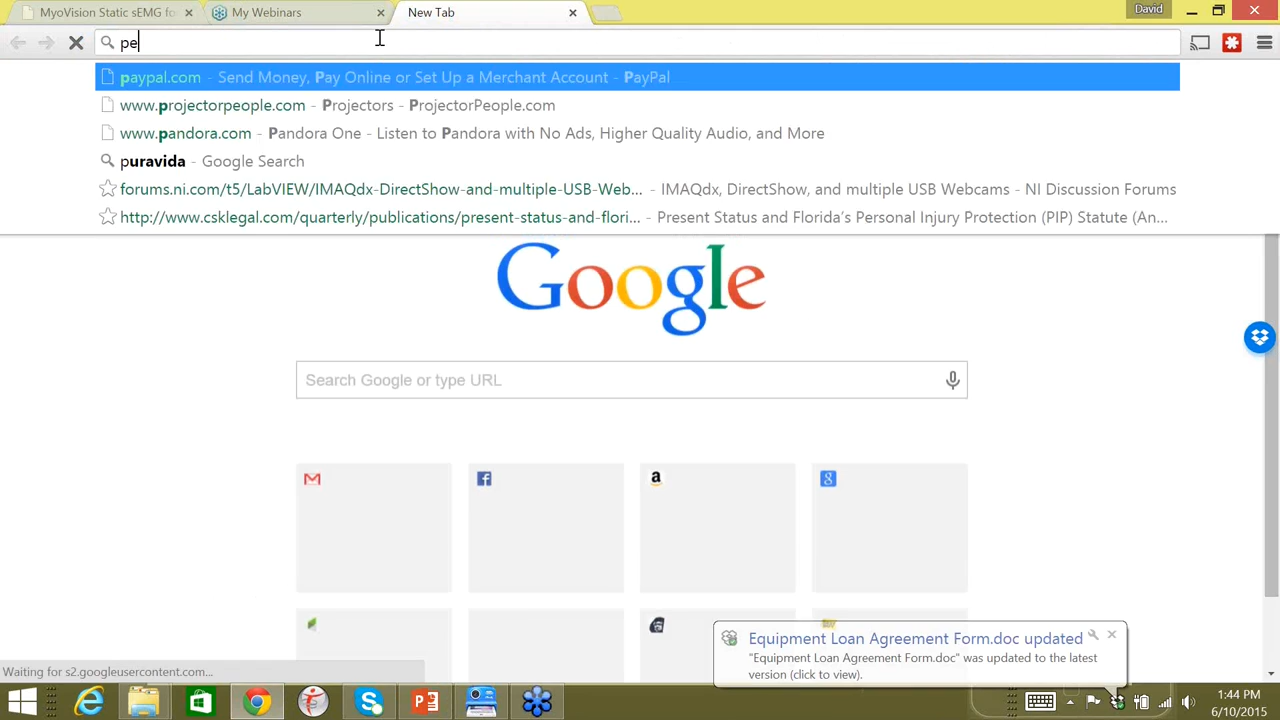 MyoVision Static sEMG fo
My Webinars
New Tab
David
pe
paypal.com - Send Money, Pay Online or Set Up a Merchant Account - PayPal
www.projectorpeople.com - Projectors - ProjectorPeople.com
www.pandora.com - Pandora One - Listen to Pandora with No Ads, Higher Quality Audio, and More
puravida - Google Search
forums.ni.com/t5/LabVIEW/IMAQdx-DirectShow-and-multiple-USB-Web... - IMAQdx, DirectShow, and multiple USB Webcams - NI Discussion Forums
http://www.csklegal.com/quarterly/publications/present-status-and-flori... - Present Status and Florida's Personal Injury Protection (PIP) Statute (An...
Google
Search Google or type URL
Equipment Loan Agreement Form.doc updated
"Equipment Loan Agreement Form.doc" was updated to the latest
version (click to view).
Waiting for s2.googleusercontent.com...
1:44 PM
6/10/2015